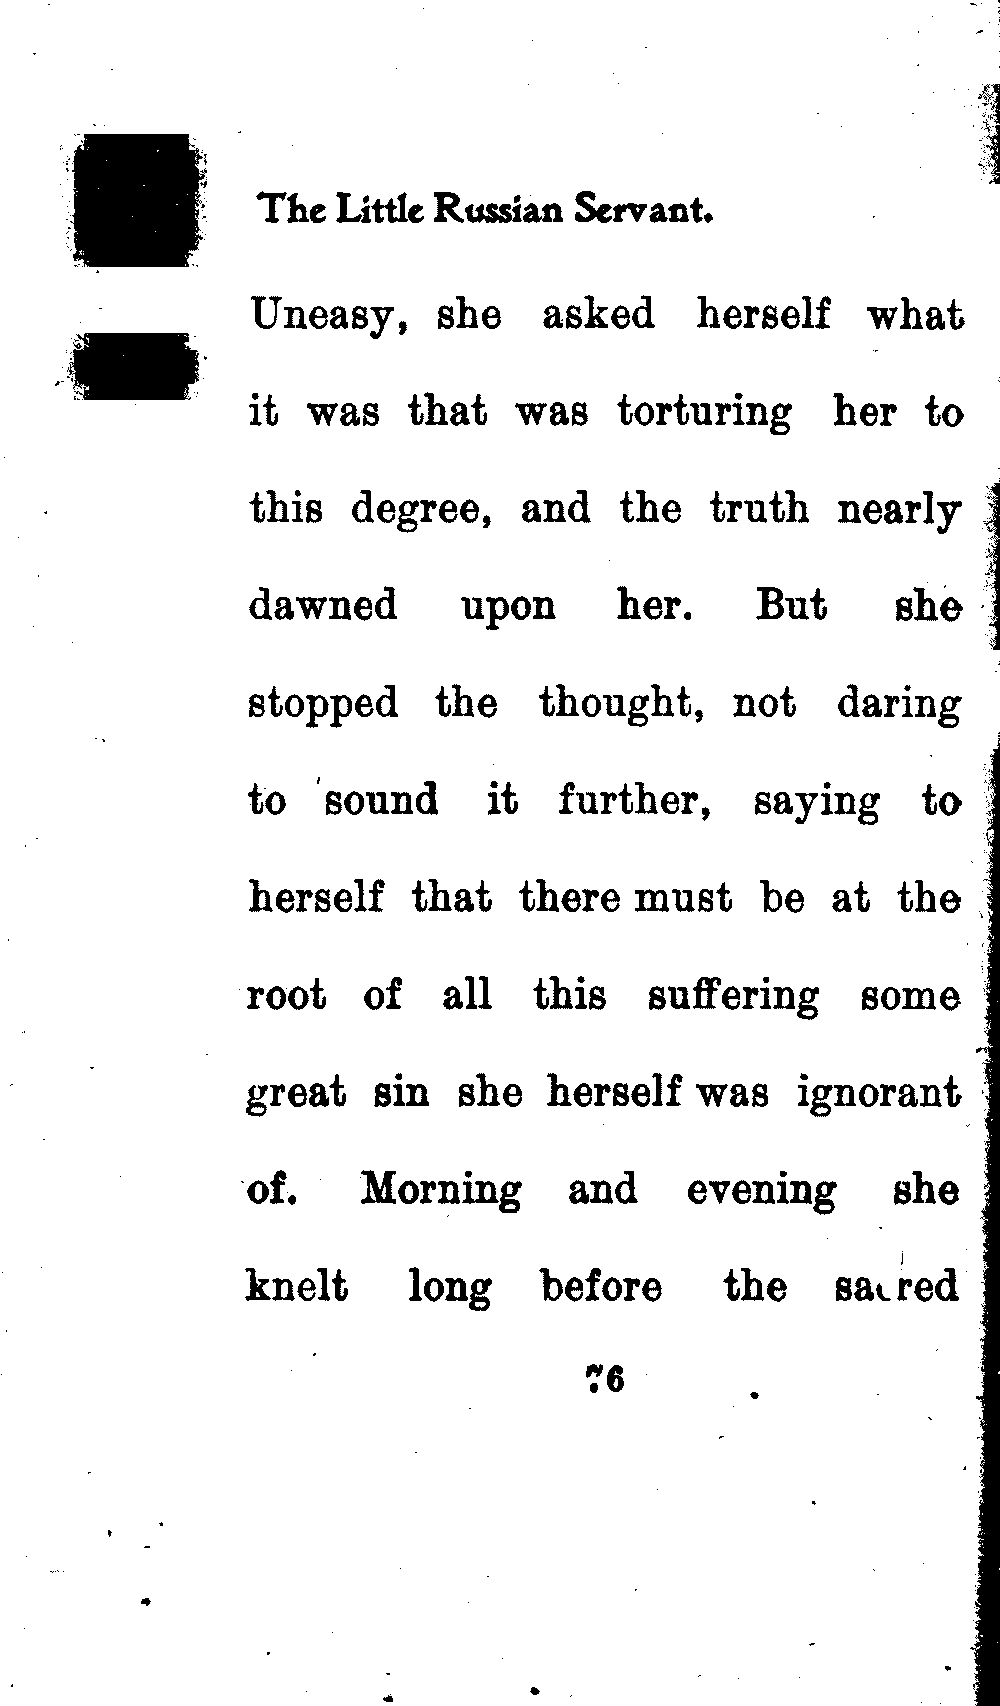 The Little Russian Servant.
Uneasy, she asked herself what
it was that was torturing her to
this degree, and the truth nearly
dawned upon her. But she
stopped the thought, not daring
to sound it further, saying to
herself that there must be at the
root of all this suffering some
great sin she herself was ignorant
of. Morning and evening she
knelt long before the sacred
76